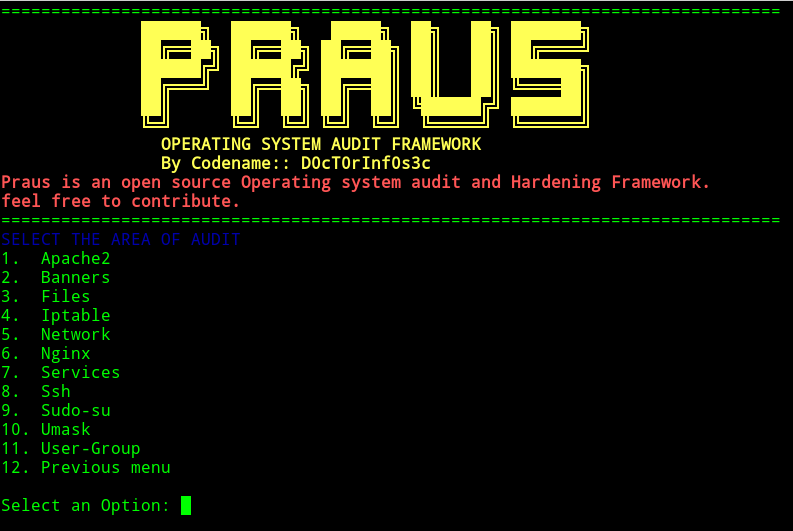 ==============================================================================
PRAUS
OPERATING SYSTEM AUDIT FRAMEWORK
By Codename:: D0cT0rInf0s3c
Praus is an open source Operating system audit and Hardening Framework.
feel free to contribute.
==============================================================================
SELECT THE AREA OF AUDIT
1.  Apache2
2.  Banners
3.  Files
4.  Iptable
5.  Network
6.  Nginx
7.  Services
8.  Ssh
9.  Sudo-su
10. Umask
11. User-Group
12. Previous menu
Select an Option: